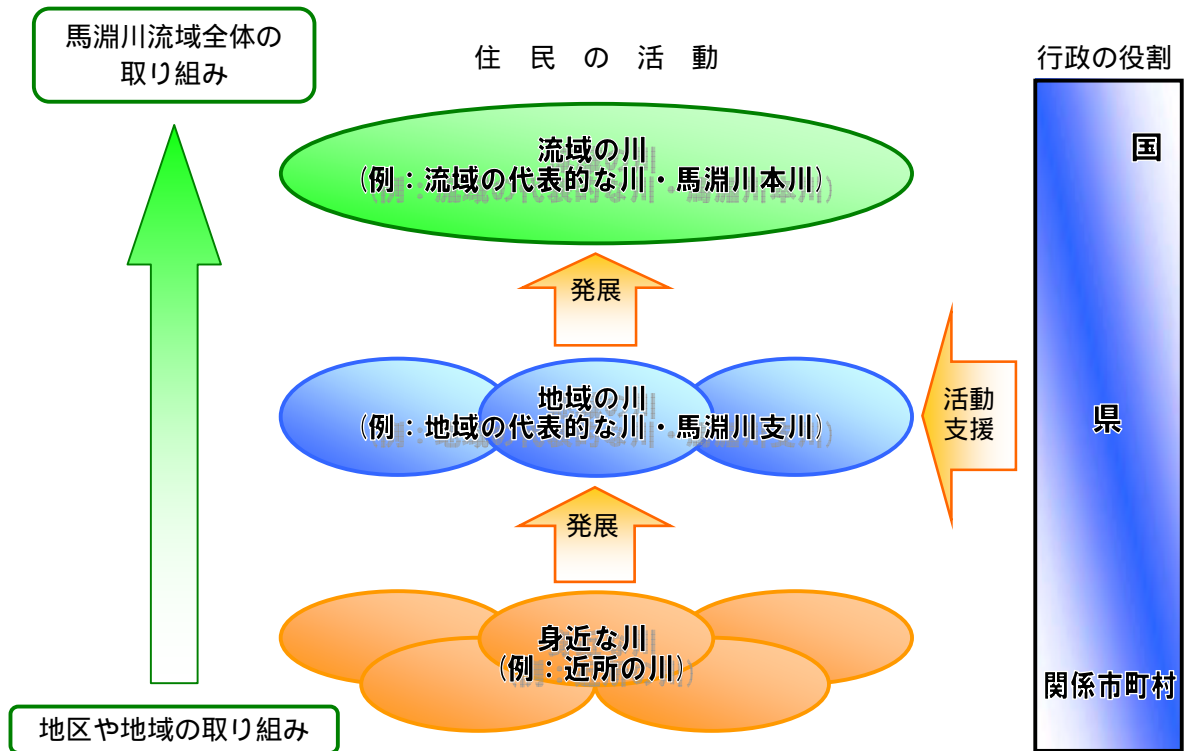 馬淵川流域全体の
取り組み
住民の活動
行政の役割
国
流域の川
(例：流域の代表的な川・馬淵川本川)
発展
地域の川
(例：地域の代表的な川・馬淵川支川)
活動
支援
県
発展
身近な川
(例：近所の川)
関係市町村
地区や地域の取り組み